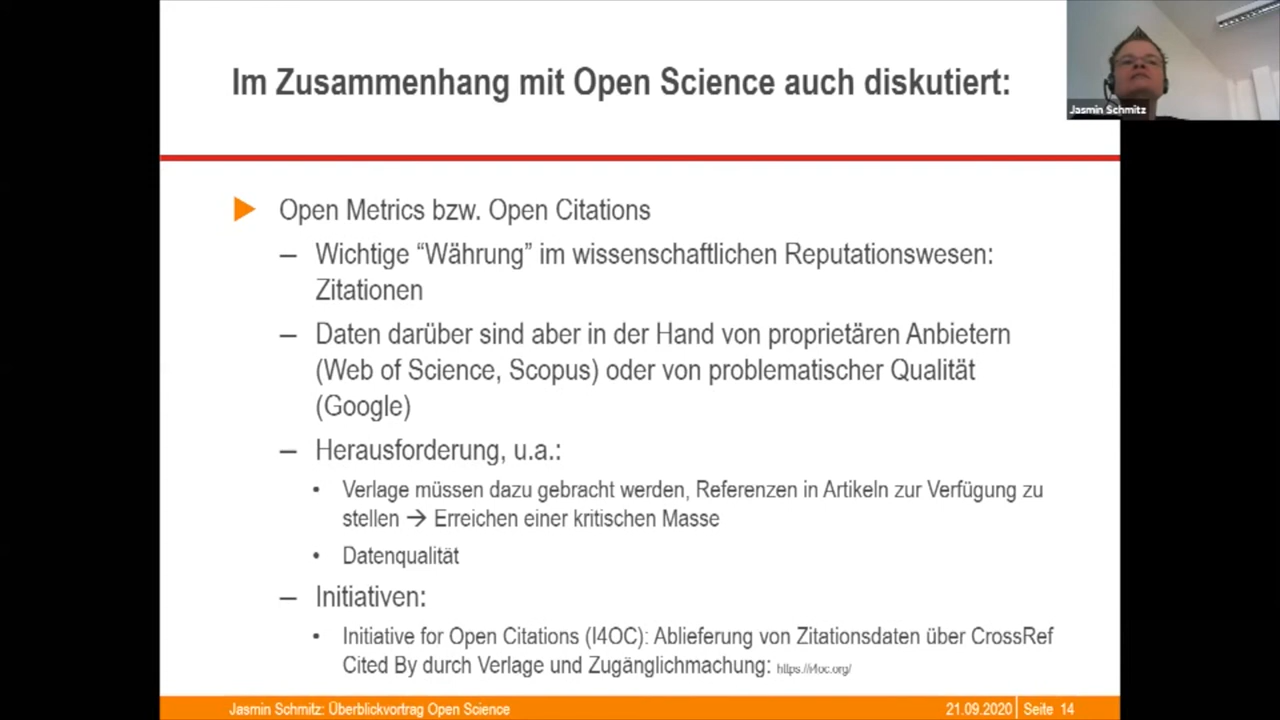 Im Zusammenhang mit Open Science auch diskutiert:
Jasmin Schmitz
Open Metrics bzw. Open Citations
– Wichtige “Währung” im wissenschaftlichen Reputationswesen:
Zitationen
– Daten darüber sind aber in der Hand von proprietären Anbietern
(Web of Science, Scopus) oder von problematischer Qualität
(Google)
– Herausforderung, u.a.:
• Verlage müssen dazu gebracht werden, Referenzen in Artikeln zur Verfügung zu
stellen → Erreichen einer kritischen Masse
• Datenqualität
– Initiativen:
• Initiative for Open Citations (I4OC): Ablieferung von Zitationsdaten über CrossRef
Cited By durch Verlage und Zugänglichmachung: https://i4oc.org/
Jasmin Schmitz: Überblickvortrag Open Science
21.09.2020 Seite 14